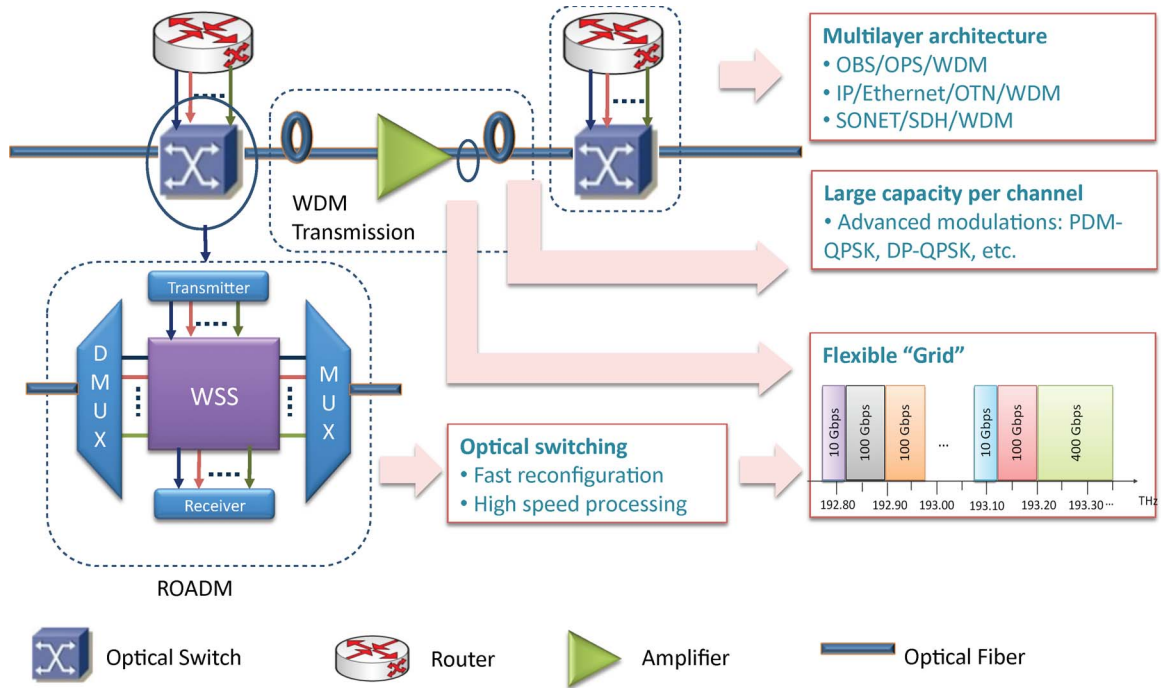 Multilayer architecture
• OBS/OPS/WDM
• IP/Ethernet/OTN/WDM
• SONET/SDH/WDM
WDM
Transmission
Large capacity per channel
• Advanced modulations: PDM-
QPSK, DP-QPSK, etc.
Transmitter
DMUX
WSS
MUX
Receiver
ROADM
Optical switching
• Fast reconfiguration
• High speed processing
Flexible “Grid”
10 Gbps
100 Gbps
100 Gbps
...
10 Gbps
100 Gbps
400 Gbps
192.80 192.90 193.00 193.10 193.20 193.30... THz
Optical Switch
Router
Amplifier
Optical Fiber